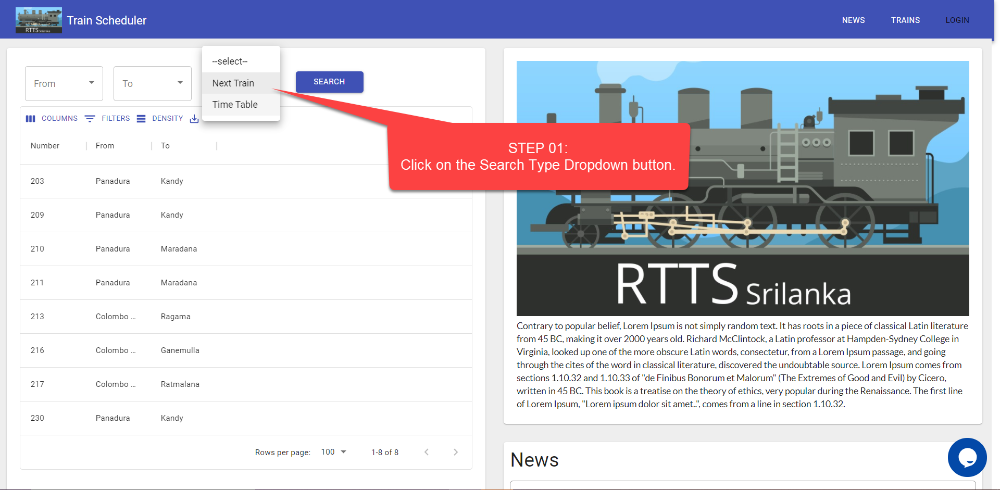 RTTS Srilanka
Train Scheduler
NEWS
TRAINS
LOGIN
From
To
--select--
Next Train
Time Table
SEARCH
COLUMNS
FILTERS
DENSITY
STEP 01:
Click on the Search Type Dropdown button.
Number From To
203 Panadura Kandy
209 Panadura Kandy
210 Panadura Maradana
211 Panadura Maradana
213 Colombo ... Ragama
216 Colombo ... Ganemulla
217 Colombo ... Ratmalana
230 Panadura Kandy
Rows per page: 100 1-8 of 8
RTTS Srilanka
Contrary to popular belief, Lorem Ipsum is not simply random text. It has roots in a piece of classical Latin literature
from 45 BC, making it over 2000 years old. Richard McClintock, a Latin professor at Hampden-Sydney College in
Virginia, looked up one of the more obscure Latin words, consectetur, from a Lorem Ipsum passage, and going
through the cites of the word in classical literature, discovered the undoubtable source. Lorem Ipsum comes from
sections 1.10.32 and 1.10.33 of "de Finibus Bonorum et Malorum" (The Extremes of Good and Evil) by Cicero,
written in 45 BC. This book is a treatise on the theory of ethics, very popular during the Renaissance. The first line
of Lorem Ipsum, "Lorem ipsum dolor sit amet..", comes from a line in section 1.10.32.
News